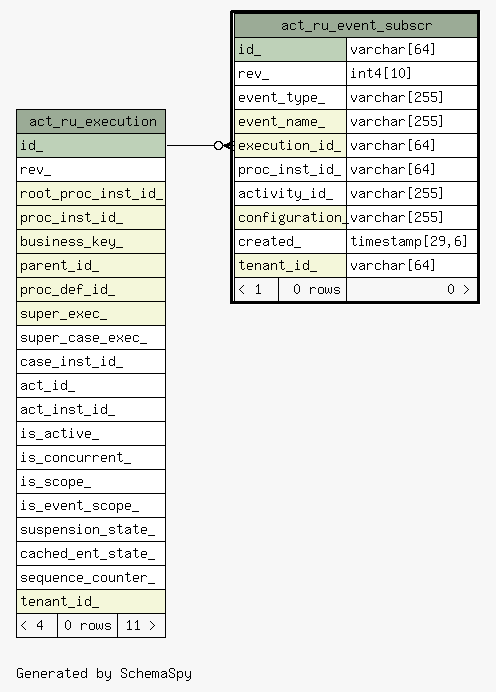 act_ru_event_subscr
id_ varchar[64]
rev_ int4[10]
event_type_ varchar[255]
event_name_ varchar[255]
execution_id_ varchar[64]
proc_inst_id_ varchar[64]
activity_id_ varchar[255]
configuration_ varchar[255]
created_ timestamp[29,6]
tenant_id_ varchar[64]
< 1 0 rows 0 >
act_ru_execution
id_
rev_
root_proc_inst_id_
proc_inst_id_
business_key_
parent_id_
proc_def_id_
super_exec_
super_case_exec_
case_inst_id_
act_id_
act_inst_id_
is_active_
is_concurrent_
is_scope_
is_event_scope_
suspension_state_
cached_ent_state_
sequence_counter_
tenant_id_
< 4 0 rows 11 >
Generated by SchemaSpy